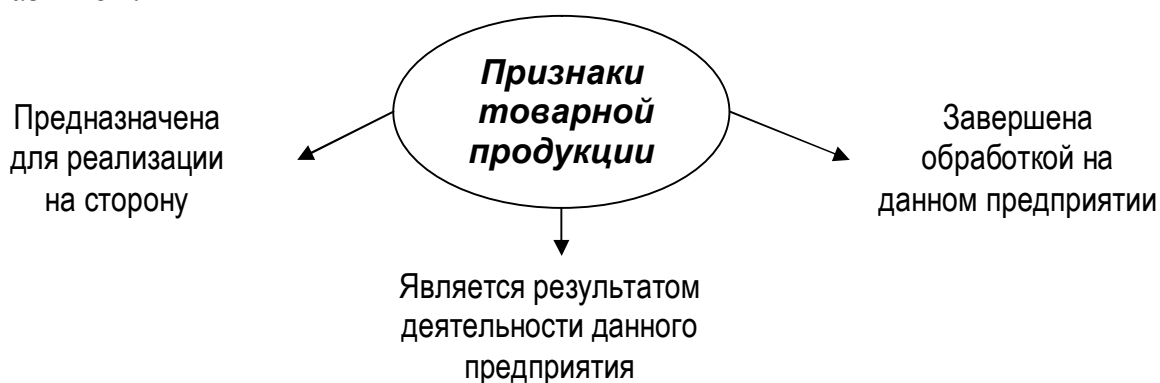 Признаки
товарной
продукции
Предназначена
для реализации
на сторону
Завершена
обработкой на
данном предприятии
Является результатом
деятельности данного
предприятия